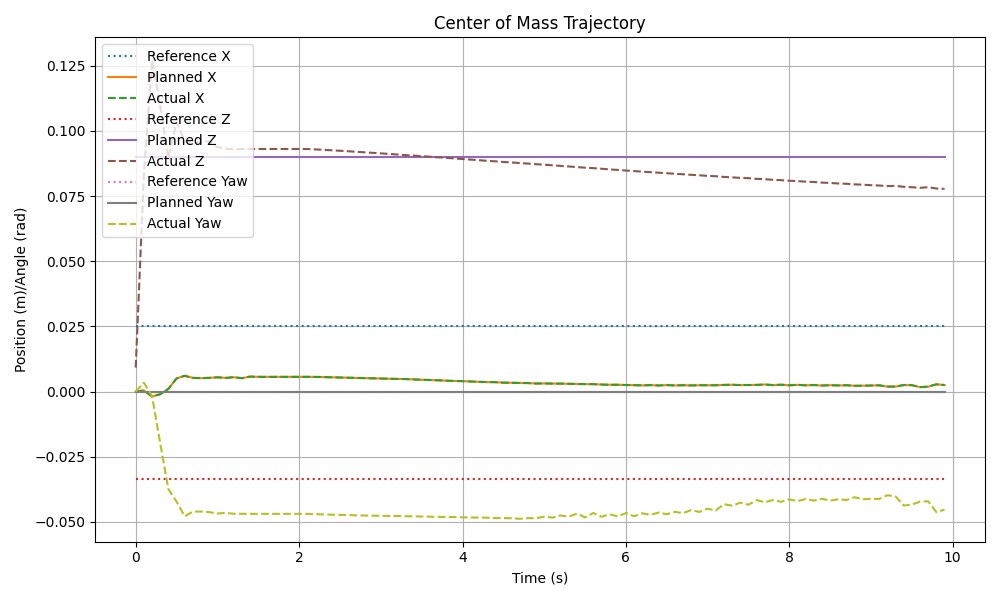 Center of Mass Trajectory
Reference X
Planned X
Actual X
Reference Z
Planned Z
Actual Z
Reference Yaw
Planned Yaw
Actual Yaw
Position (m)/Angle (rad)
0.125
0.100
0.075
0.050
0.025
0.000
−0.025
−0.050
0
2
4
6
8
10
Time (s)